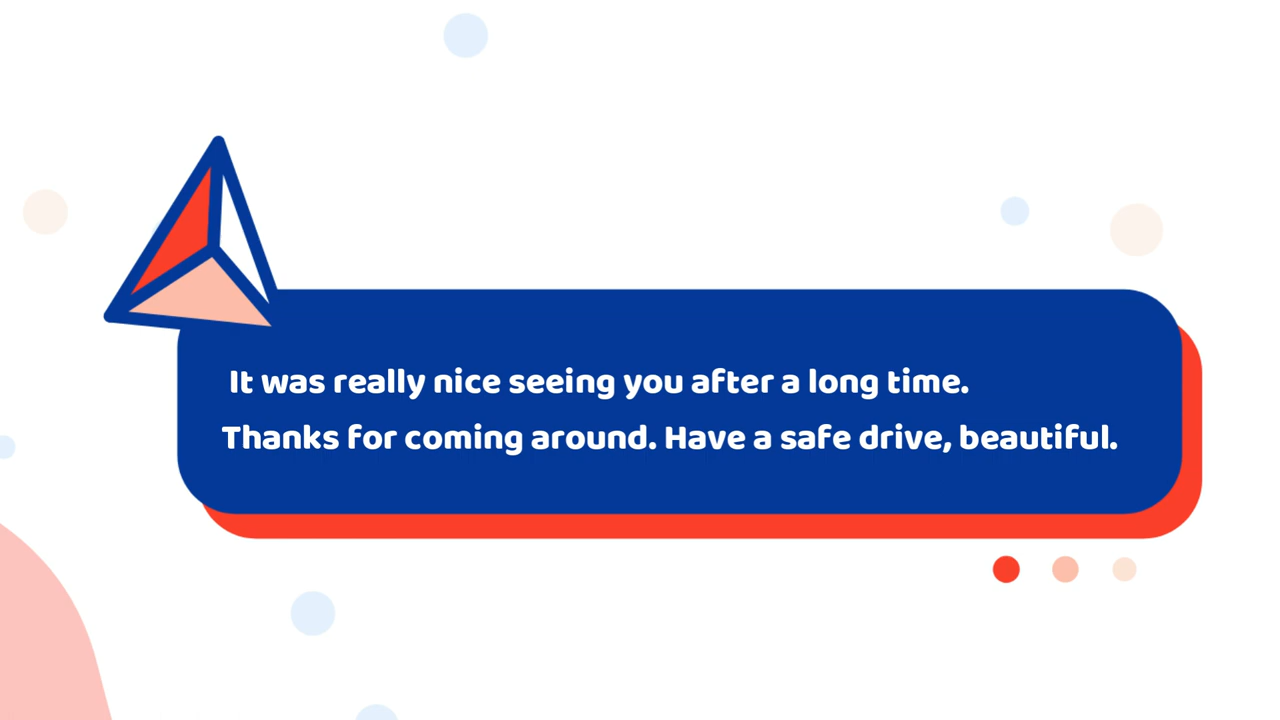 It was really nice seeing you after a long time.
Thanks for coming around. Have a safe drive, beautiful.